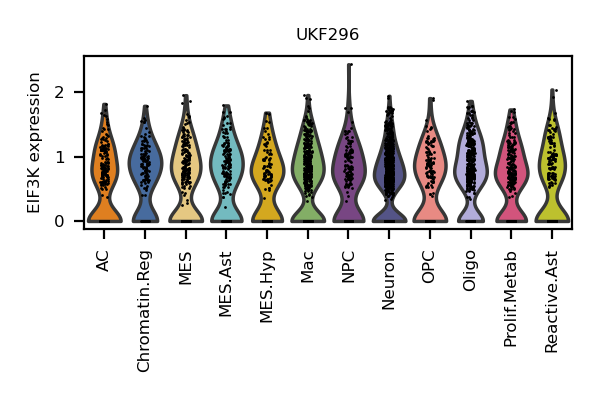 UKF296
EIF3K expression
2
1
0
AC
Chromatin.Reg
MES
MES.Ast
MES.Hyp
Mac
NPC
Neuron
OPC
Oligo
Prolif.Metab
Reactive.Ast